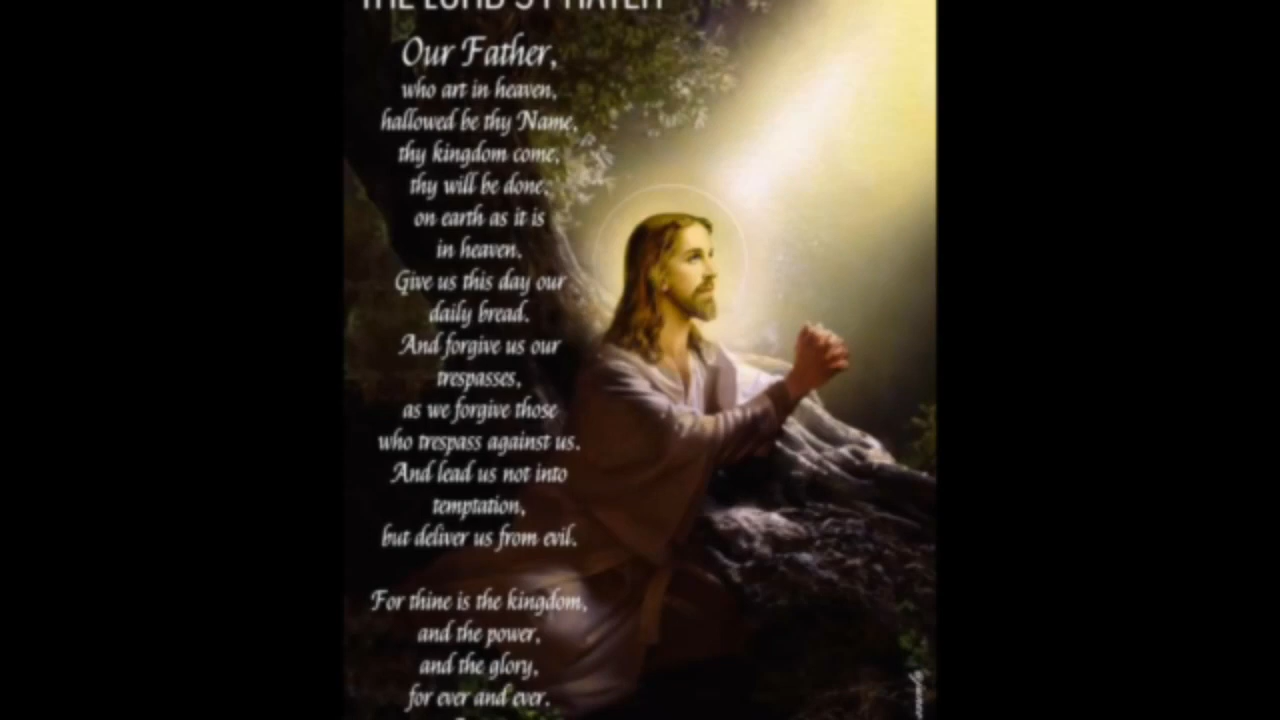 THE LORD'S PRAYER
Our Father,
who art in heaven,
hallowed be thy Name,
thy kingdom come,
thy will be done,
on earth as it is
in heaven.
Give us this day our
daily bread.
And forgive us our
trespasses,
as we forgive those
who trespass against us.
And lead us not into
temptation,
but deliver us from evil.
For thine is the kingdom,
and the power,
and the glory,
for ever and ever.